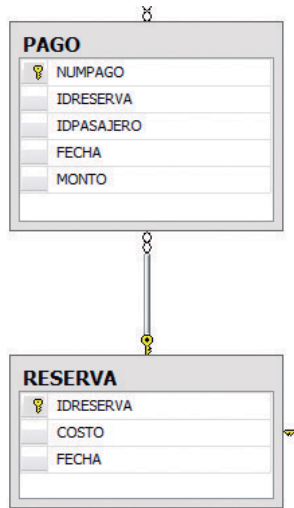 PAGO
NUMPAGO
IDRESERVA
IDPASAJERO
FECHA
MONTO
RESERVA
IDRESERVA
COSTO
FECHA